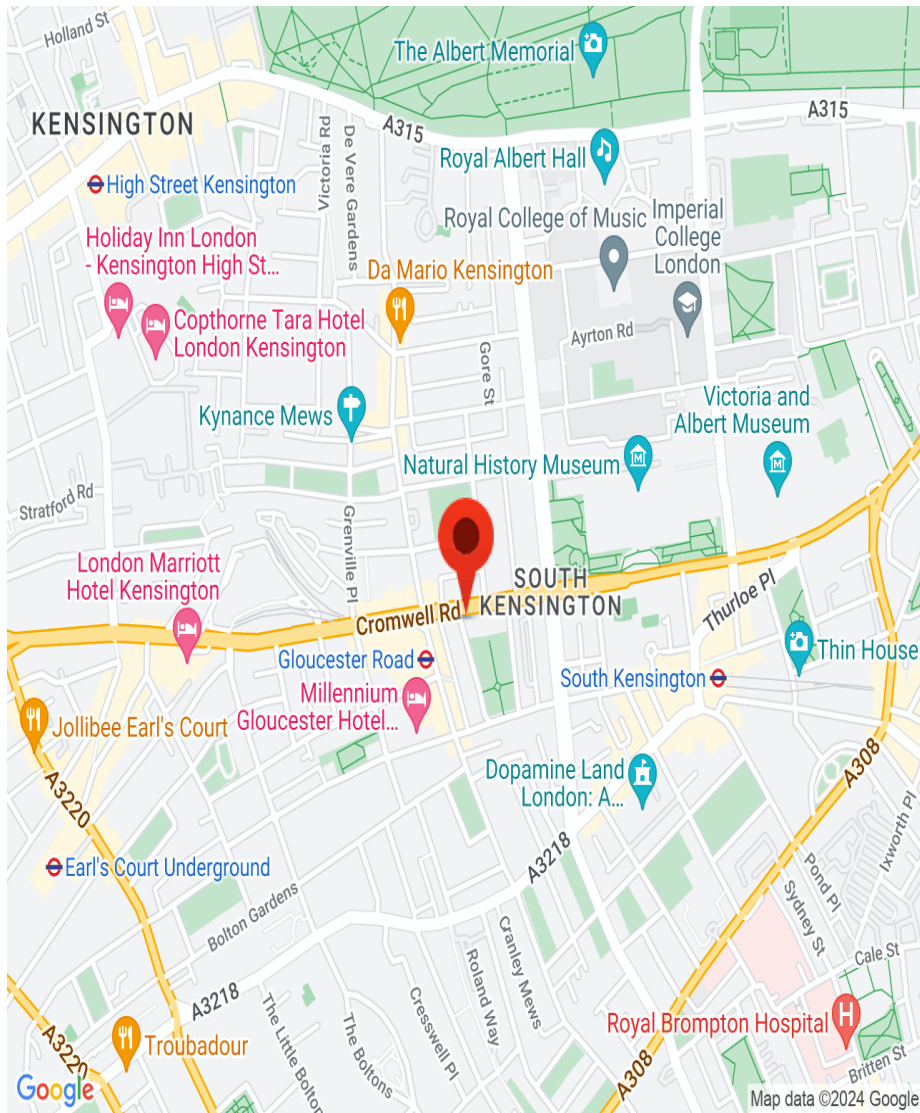 Holland St
The Albert Memorial
KENSINGTON
A315
A315
De Vere Gardens
Victoria Rd
Royal Albert Hall
High Street Kensington
Royal College of Music
Imperial
College
London
Holiday Inn London
- Kensington High St...
Da Mario Kensington
Copthorne Tara Hotel
London Kensington
Ayrton Rd
Gore St
Kynance Mews
Victoria and
Albert Museum
Natural History Museum
Stratford Rd
Grenville Pl
London Marriott
Hotel Kensington
SOUTH
KENSINGTON
Cromwell Rd
Thurloe Pl
Gloucester Road
South Kensington
Thin House
Millennium
Gloucester Hotel...
Jollibee Earl's Court
A308
Dopamine Land
London: A...
A3220
Ixworth Pl
A3218
Earl's Court Underground
Pond Pl
Sydney St
Bolton Gardens
Cranley Mews
Roland Way
Cale St
A3218
Cresswell Pl
The Boltons
The Little Bolton
Royal Brompton Hospital
H
Troubadour
A3220
A308
Britten St
Google
Map data ©2024 Google